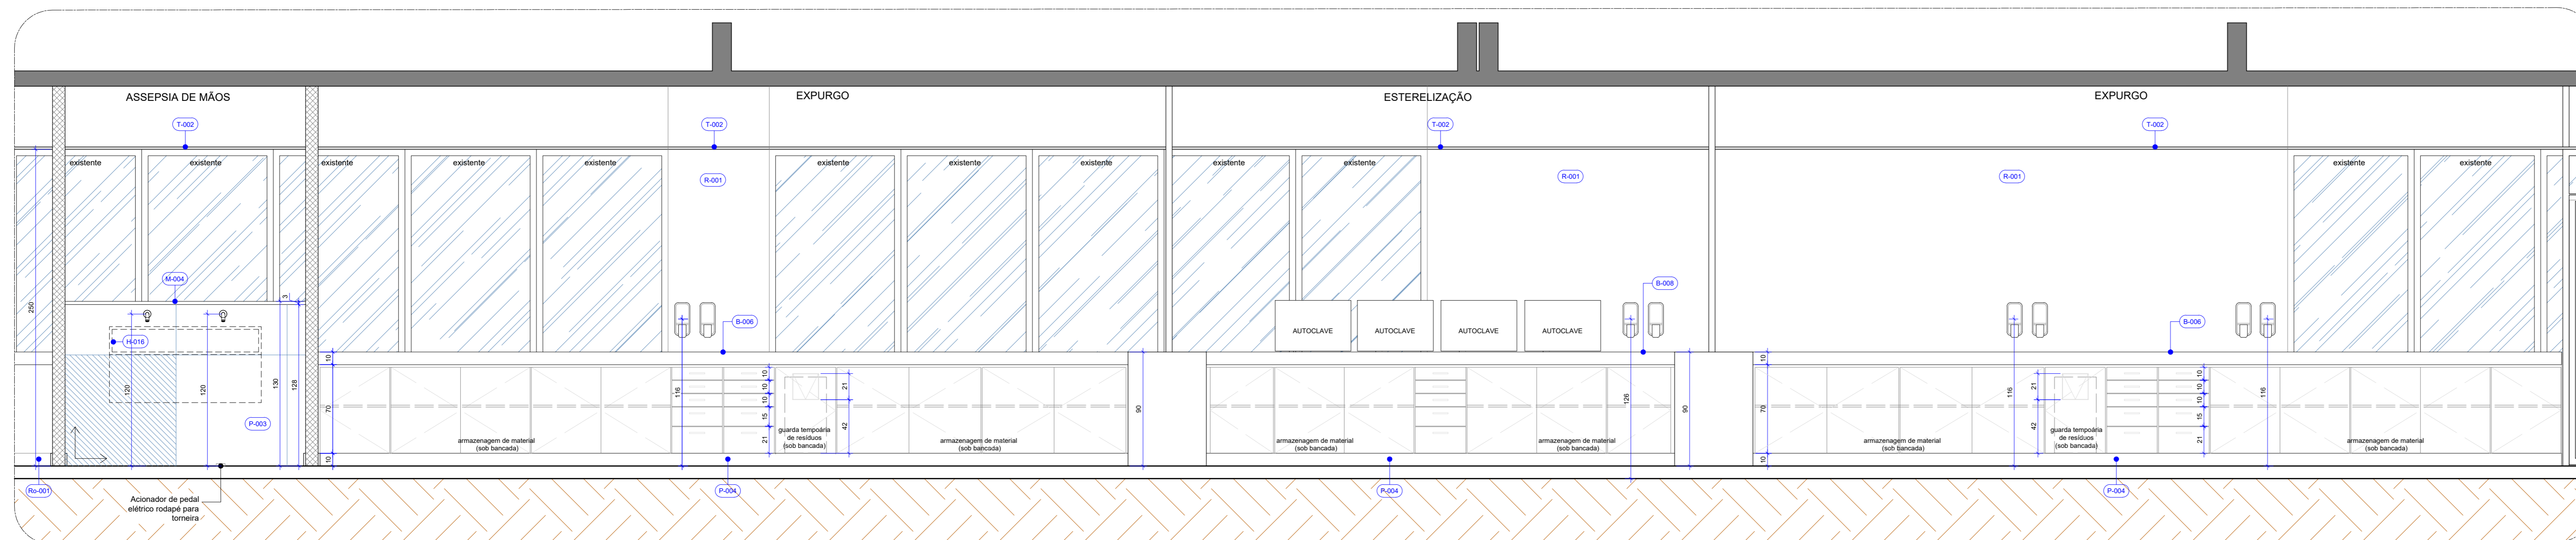 ASSEPSIA DE MÃOS
EXPURGO
ESTERELIZAÇÃO
EXPURGO
T-002
T-002
T-002
T-002
existente
existente
existente
existente
existente
existente
existente
existente
existente
existente
existente
existente
R-001
R-001
R-001
250
M-004
3
H-016
120
120
130
128
P-003
B-006
AUTOCLAVE
AUTOCLAVE
AUTOCLAVE
AUTOCLAVE
B-008
B-006
10
70
10
116
10
10
10
15
21
21
42
90
126
90
10
70
10
116
21
42
10
10
10
15
21
116
armazenagem de material
(sob bancada)
guarda tempoária
de resíduos
(sob bancada)
armazenagem de material
(sob bancada)
armazenagem de material
(sob bancada)
armazenagem de material
(sob bancada)
armazenagem de material
(sob bancada)
guarda tempoária
de resíduos
(sob bancada)
armazenagem de material
(sob bancada)
Ro-001
P-004
P-004
P-004
Acionador de pedal
elétrico rodapé para
torneira